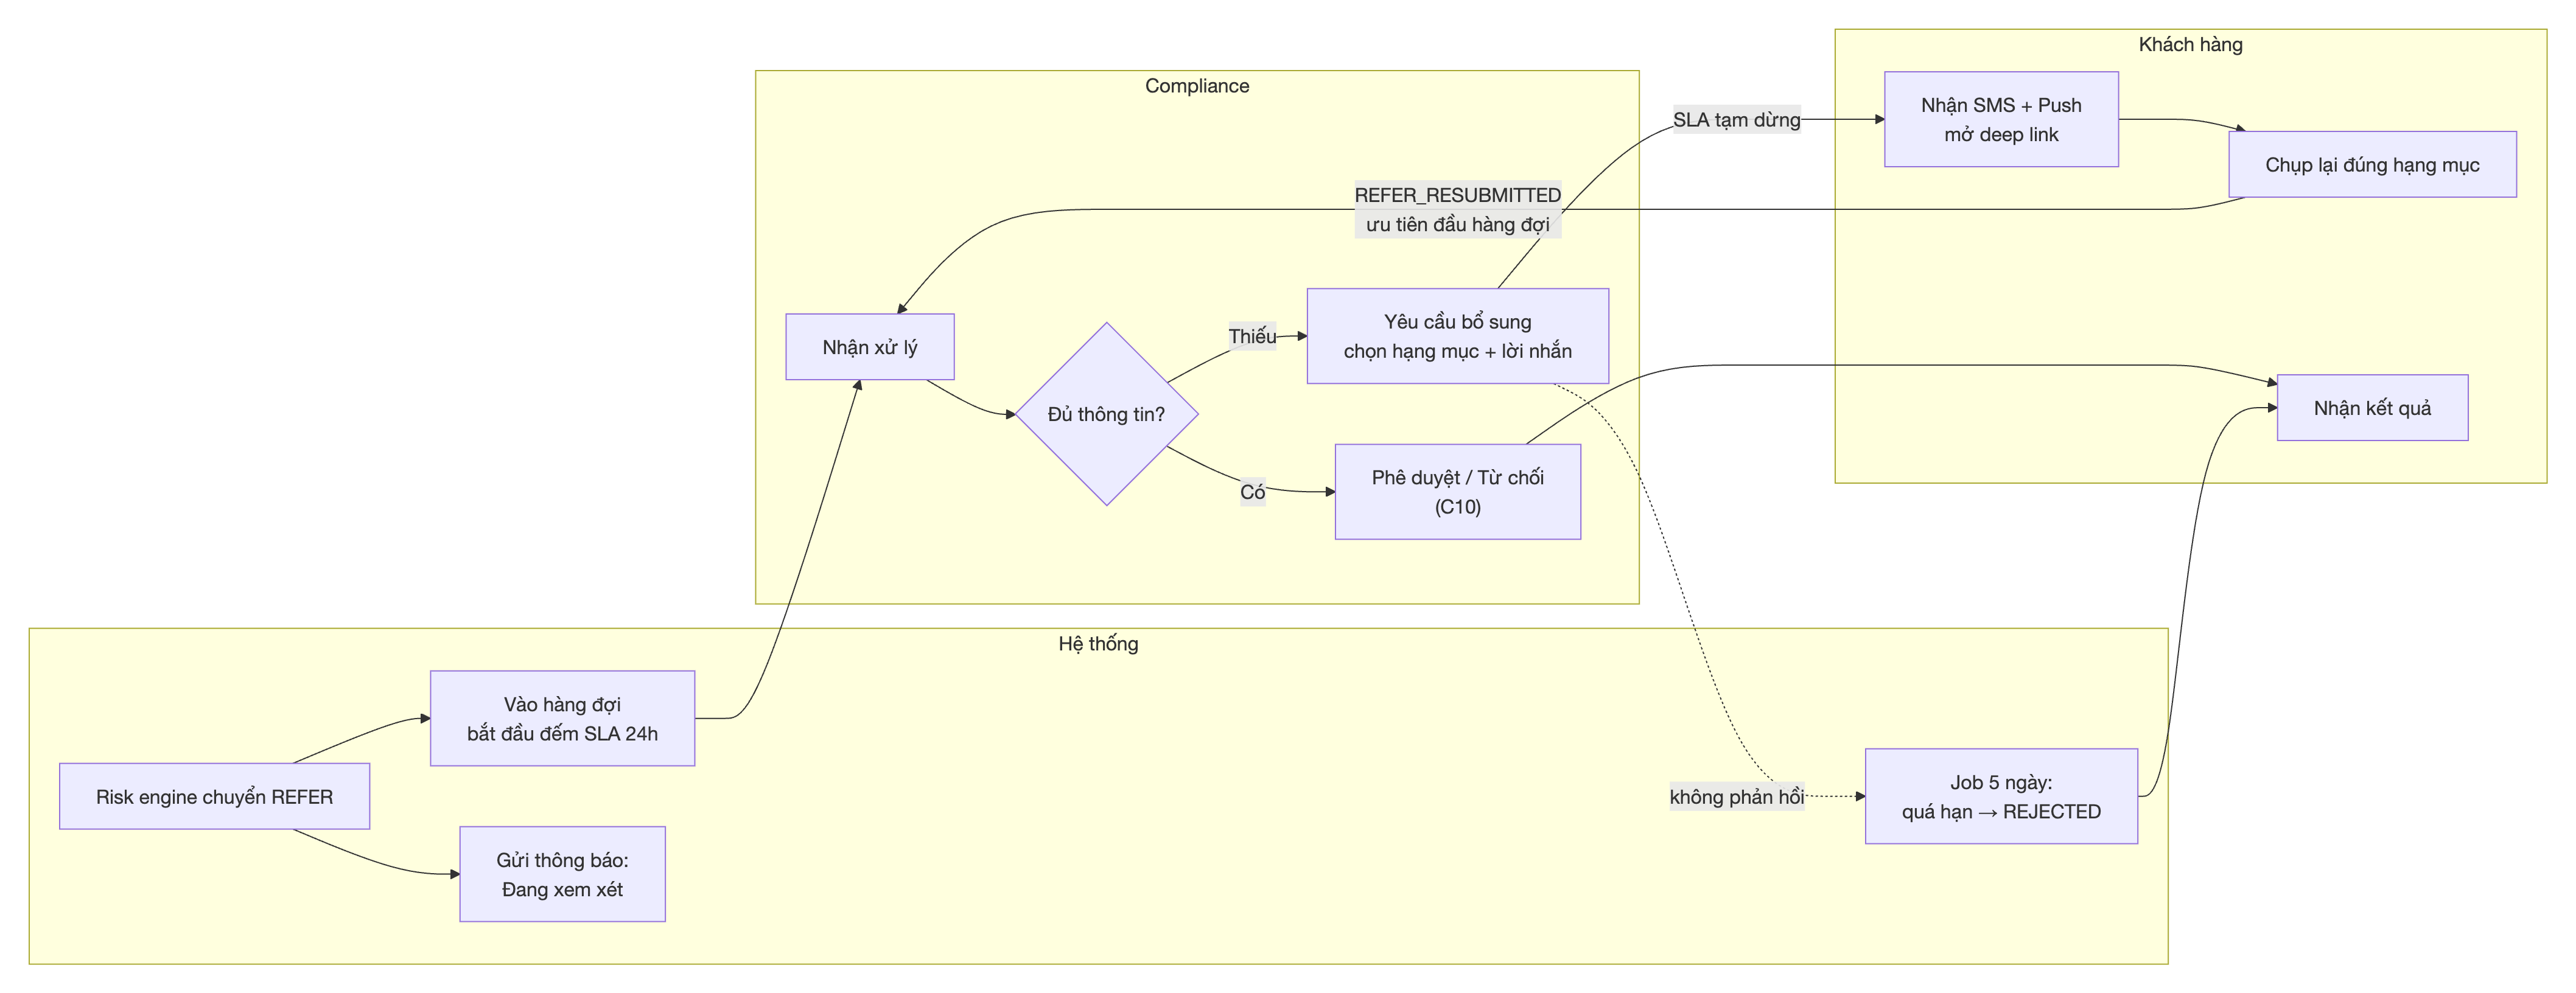 Khách hàng
Compliance
Nhận SMS + Push
mở deep link
SLA tạm dừng
Chụp lại đúng hạng mục
REFER_RESUBMITTED
ưu tiên đầu hàng đợi
Nhận xử lý
Đủ thông tin?
Thiếu
Yêu cầu bổ sung
chọn hạng mục + lời nhắn
Có
Phê duyệt / Từ chối
(C10)
Nhận kết quả
Hệ thống
Risk engine chuyển REFER
Vào hàng đợi
bắt đầu đếm SLA 24h
Gửi thông báo:
Đang xem xét
không phản hồi
Job 5 ngày:
quá hạn → REJECTED